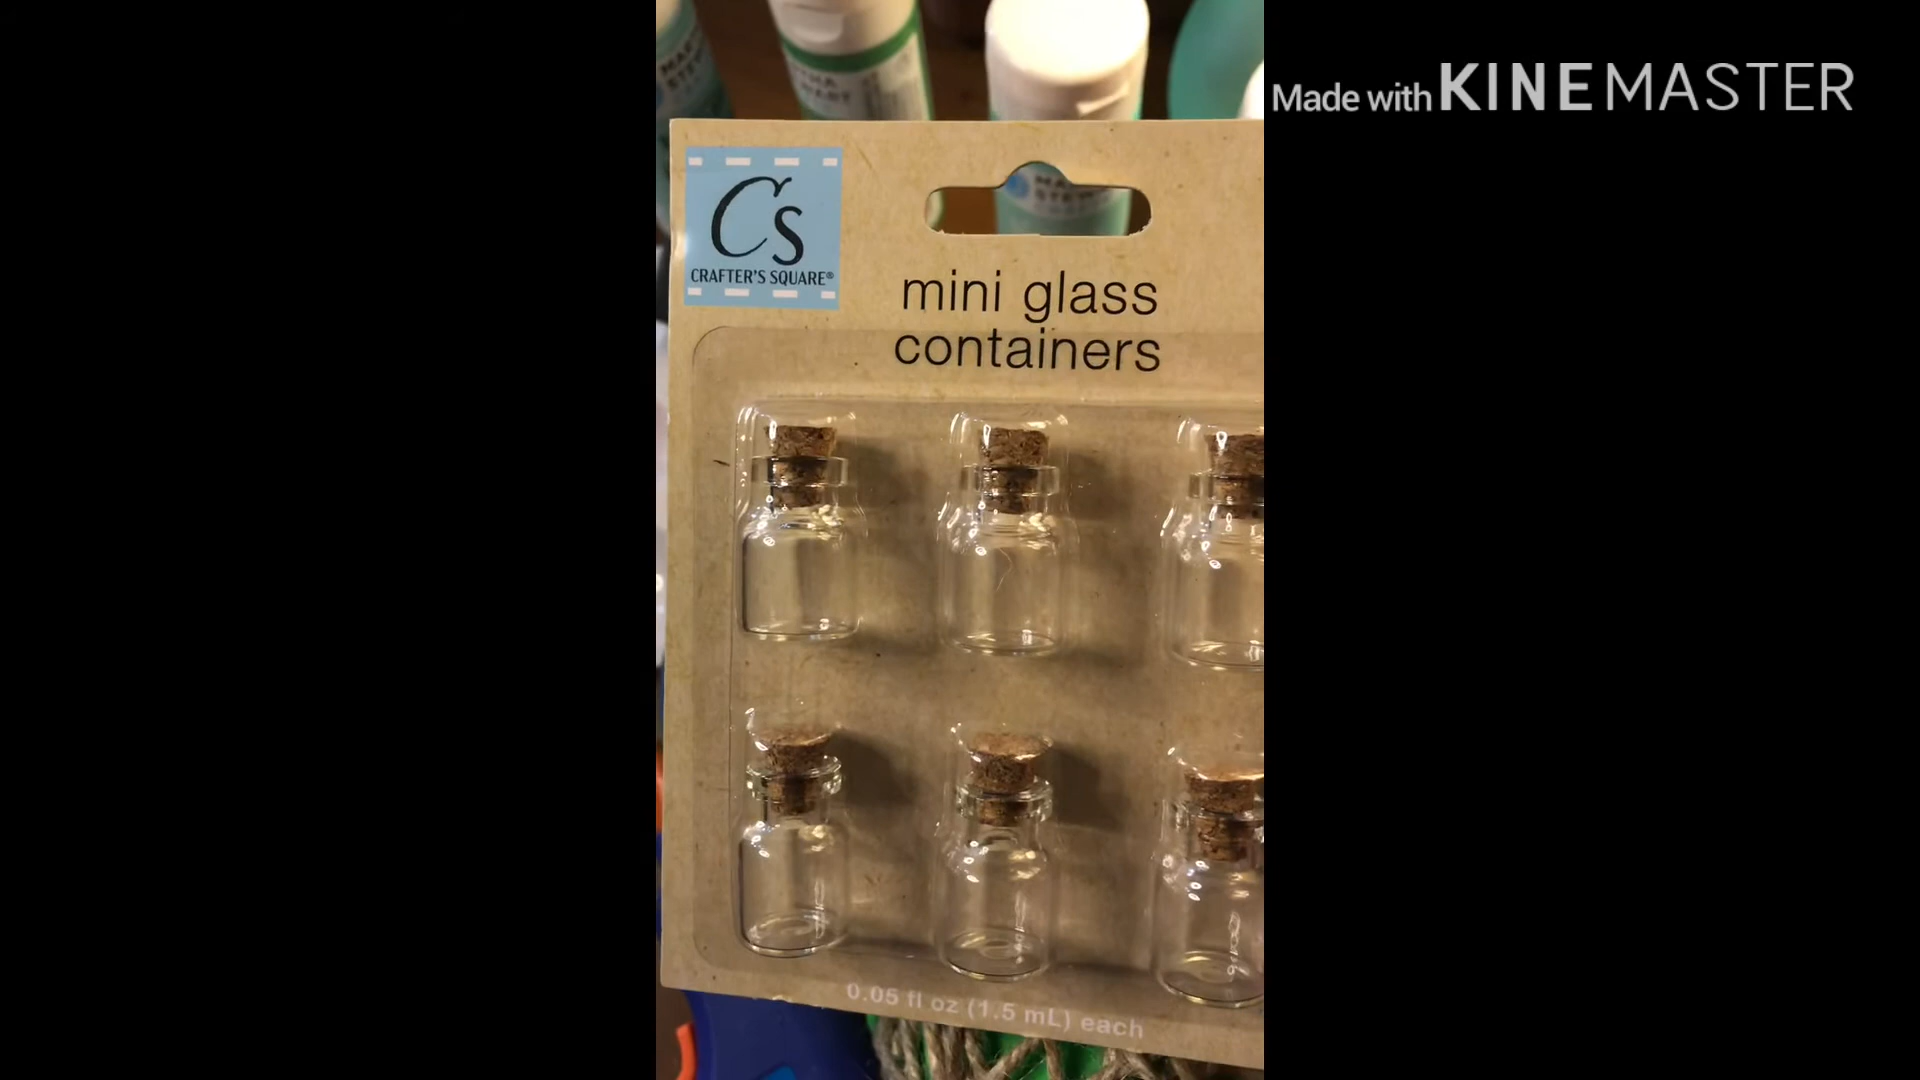 Made with KINEMASTER
Cs
CRAFTER'S SQUARE®
mini glass
containers
0.05 fl oz (1.5 mL) each